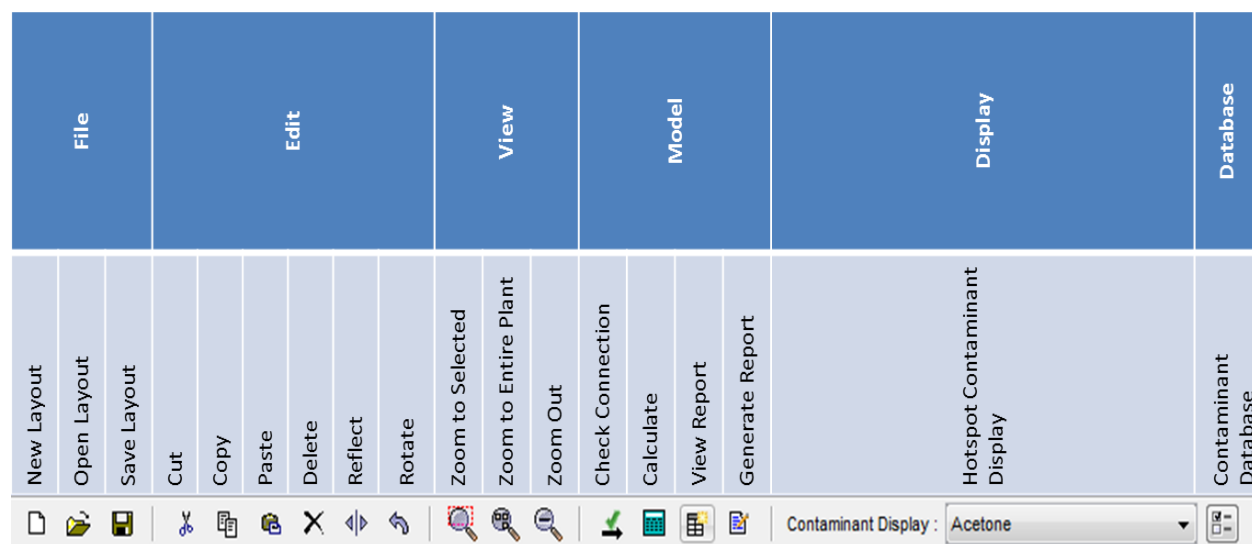 File
Edit
View
Model
Display
Database
New Layout
Open Layout
Save Layout
Cut
Copy
Paste
Delete
Reflect
Rotate
Zoom to Selected
Zoom to Entire Plant
Zoom Out
Check Connection
Calculate
View Report
Generate Report
Hotspot Contaminant
Display
Contaminant
Database
Contaminant Display : Acetone